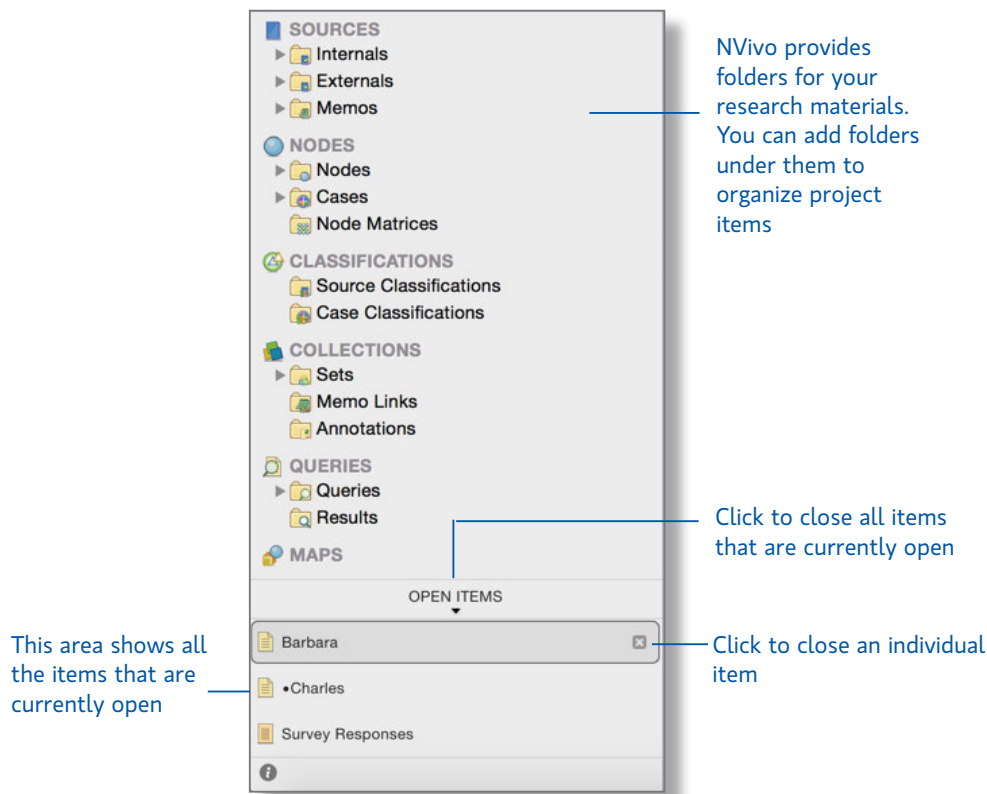 SOURCES
Internals
Externals
Memos
NODES
Nodes
Cases
Node Matrices
CLASSIFICATIONS
Source Classifications
Case Classifications
COLLECTIONS
Sets
Memo Links
Annotations
QUERIES
Queries
Results
MAPS
OPEN ITEMS
Barbara
•Charles
Survey Responses
NVivo provides
folders for your
research materials.
You can add folders
under them to
organize project
items
Click to close all items
that are currently open
Click to close an individual
item
This area shows all
the items that are
currently open